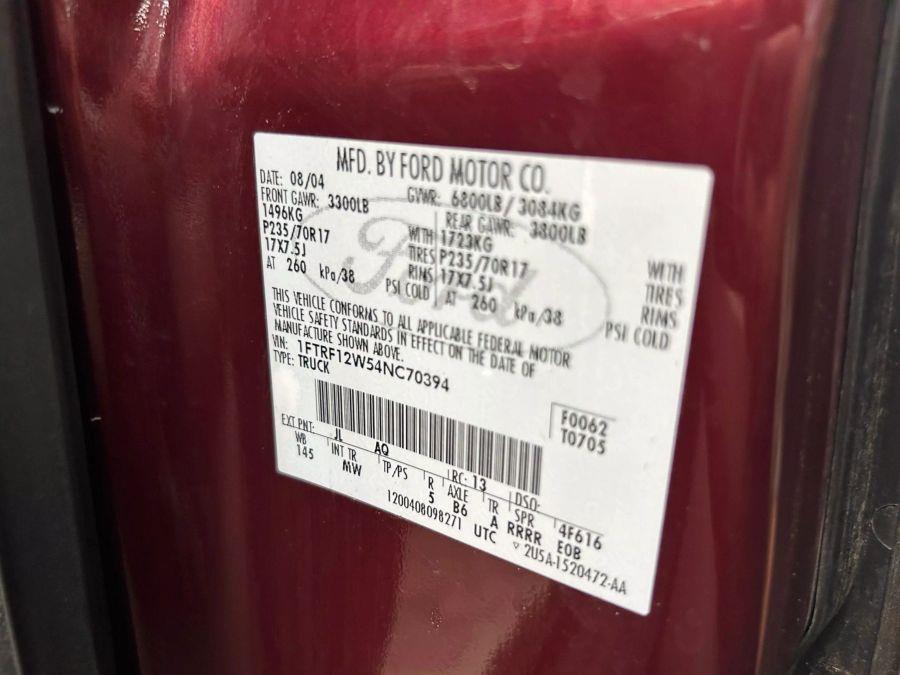 MFD. BY FORD MOTOR CO.
DATE: 08/04 GVWR: 6800LB/ 3084KG
FRONT GAWR: 3300LB REAR GAWR: 3800LB
1496KG WITH 1723KG WITH
P235/70R17 TIRES P235/70R17 TIRES
17X7.5J RIMS 17X7.5J RIMS
AT 260 kPa/38 PSI COLD AT 260 kPa/38 PSI COLD
THIS VEHICLE CONFORMS TO ALL APPLICABLE FEDERAL MOTOR
VEHICLE SAFETY STANDARDS IN EFFECT ON THE DATE OF
MANUFACTURE SHOWN ABOVE.
VIN: 1FTRF12W54NC70394
TYPE: TRUCK
F0062
T0705
EXT PNT: JL AQ RC: 13 DSO:
WB INT TR TP/PS R AXLE TR SPR 4F616
145 MW 5 B6 A RRRR EOB
1200408098271 UTC ▽ 2U5A-1520472-AA
Ford